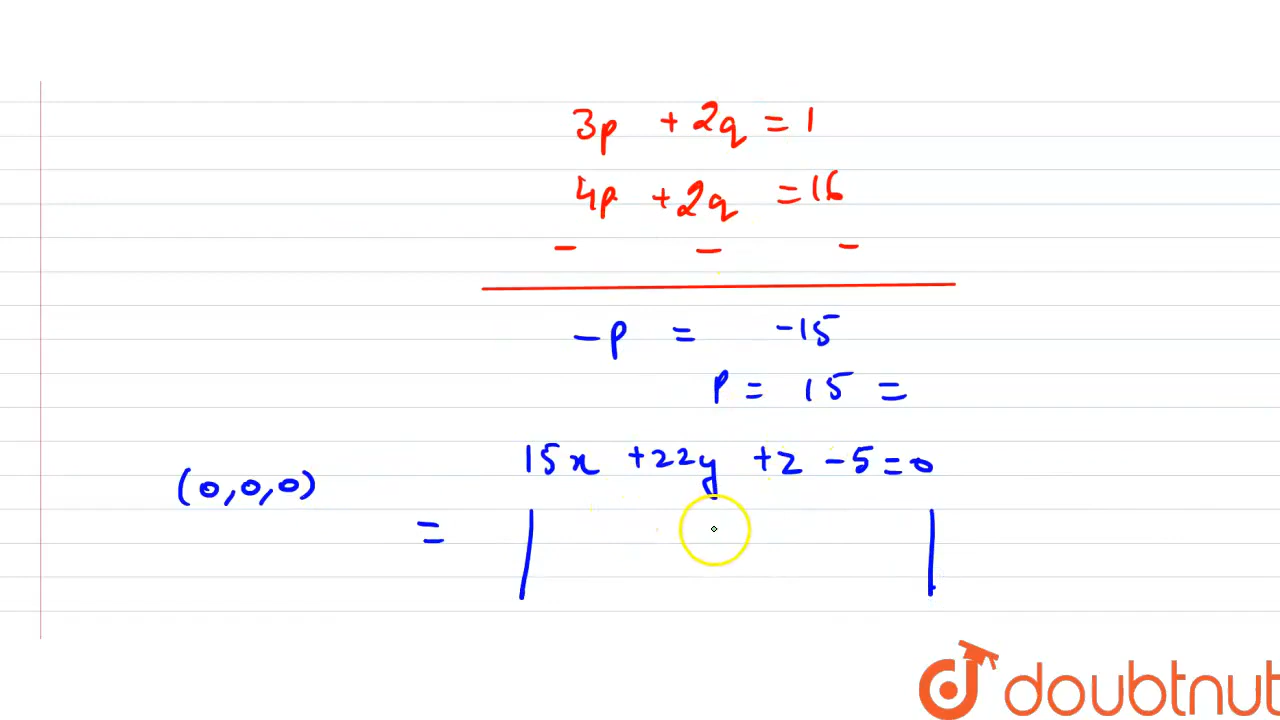 3p + 2q = 1
4p + 2q = 16
- - -
-p = -15
p = 15 =
15x + 22y + z - 5 = 0
(0,0,0)
= | |
doubtnut